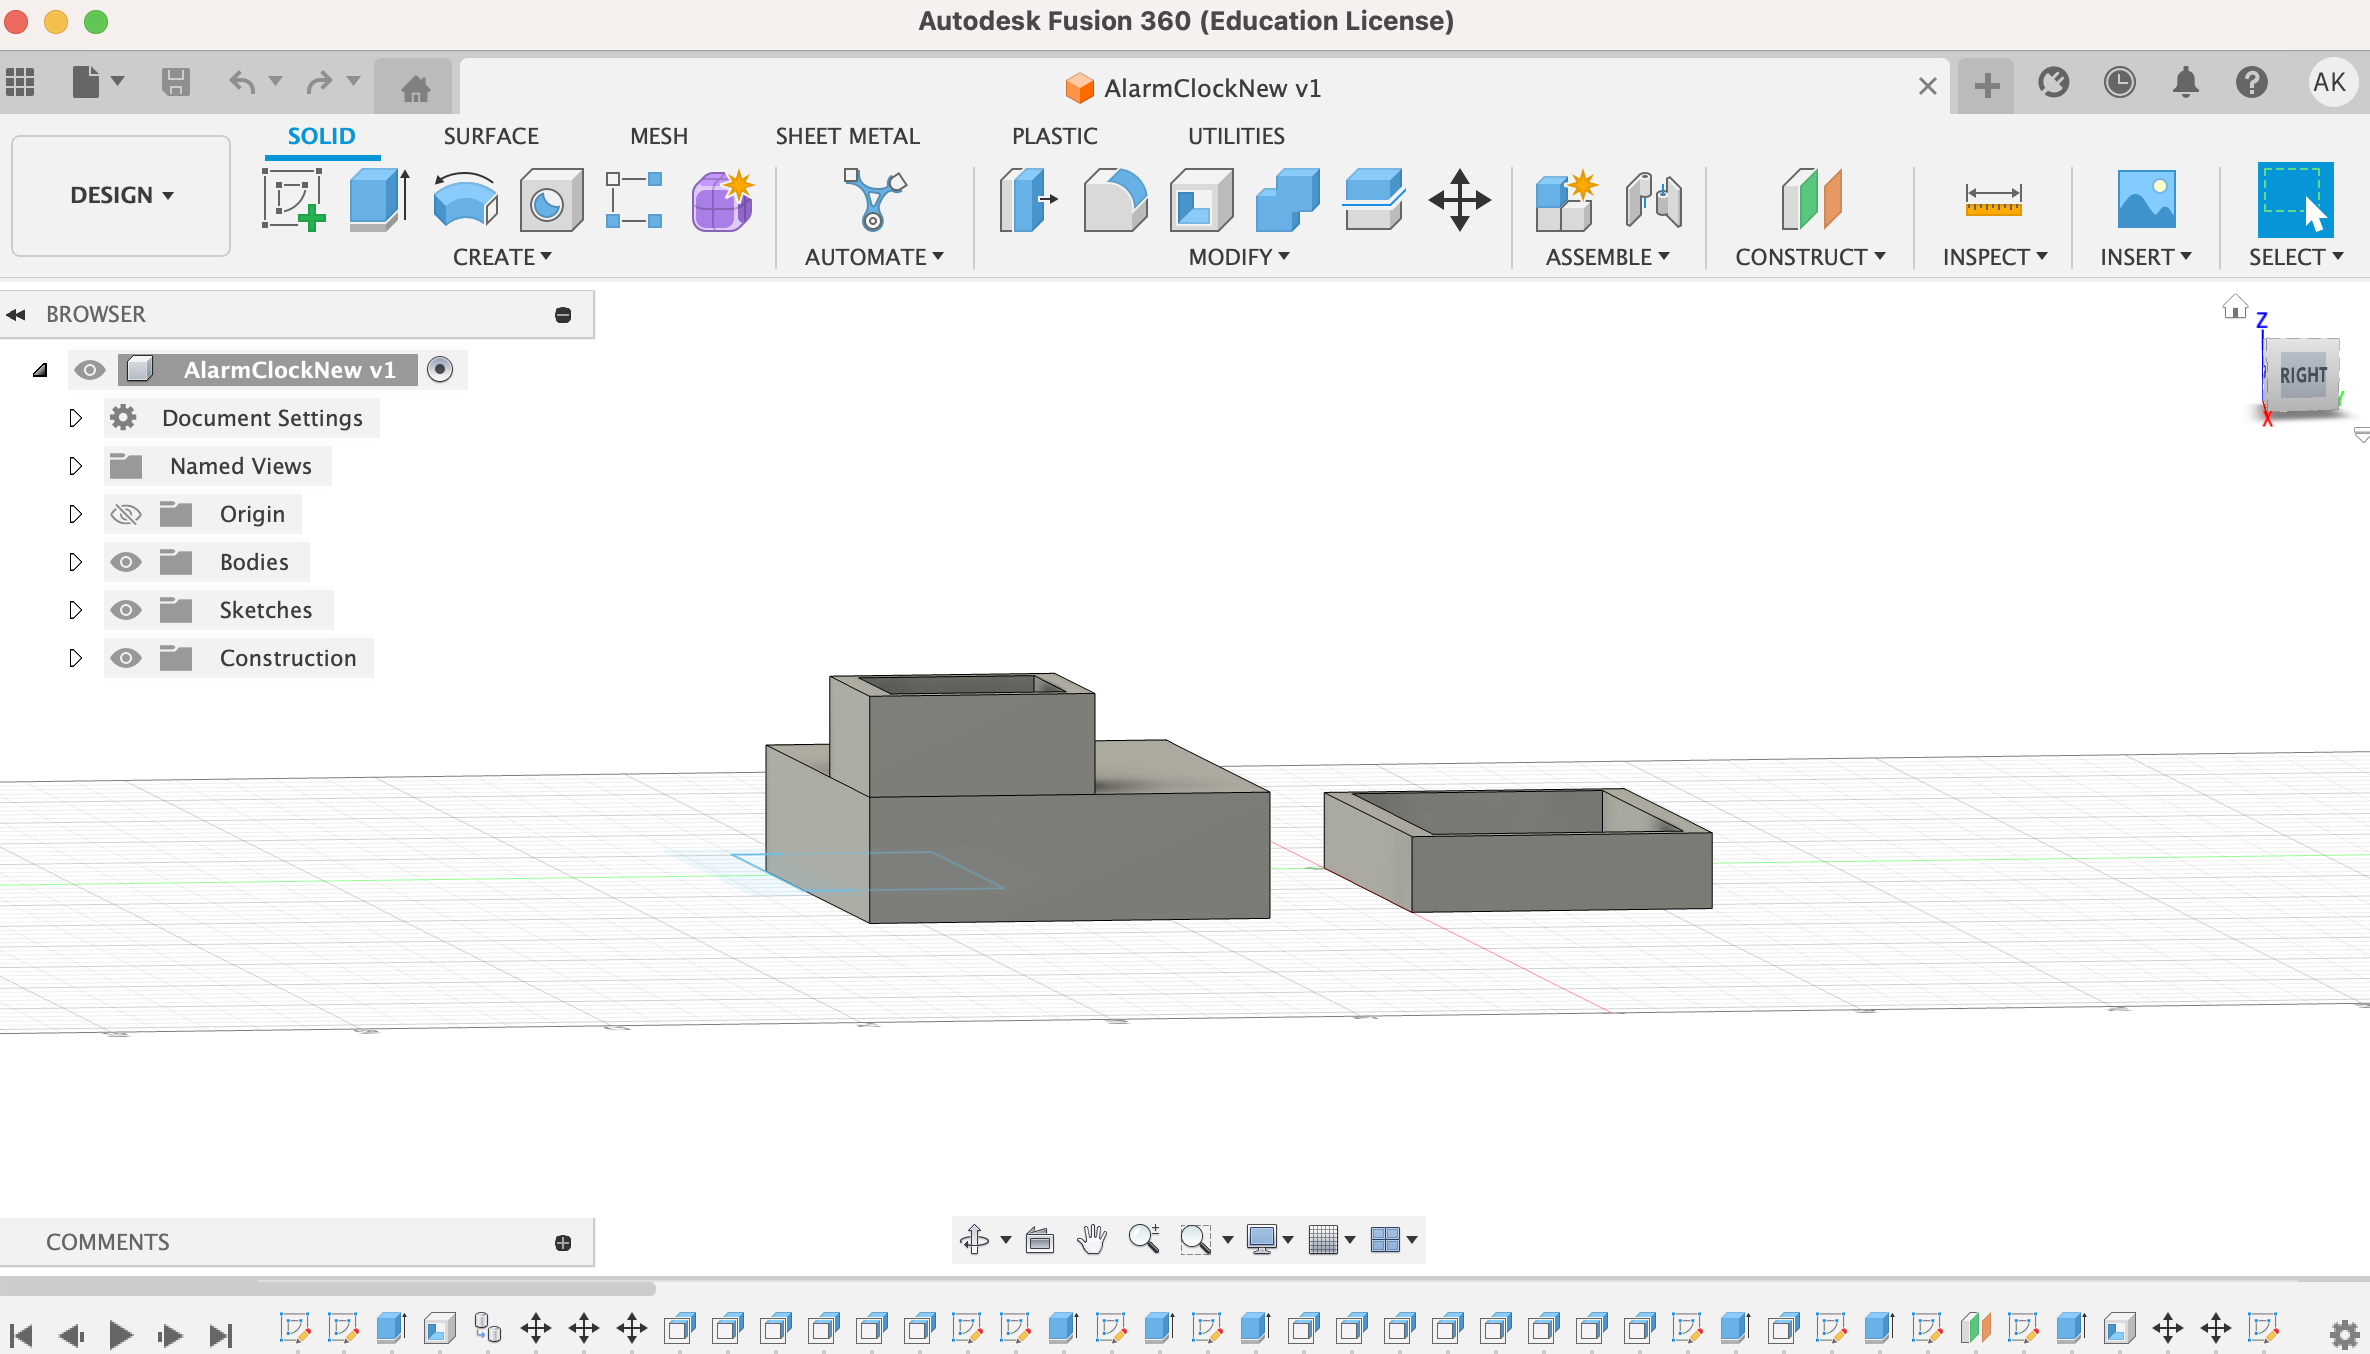 Autodesk Fusion 360 (Education License)
AlarmClockNew v1
AK
SOLID SURFACE MESH SHEET METAL PLASTIC UTILITIES
DESIGN
CREATE AUTOMATE MODIFY ASSEMBLE CONSTRUCT INSPECT INSERT SELECT
BROWSER
AlarmClockNew v1
Document Settings
Named Views
Origin
Bodies
Sketches
Construction
Z
RIGHT
Y
X
COMMENTS